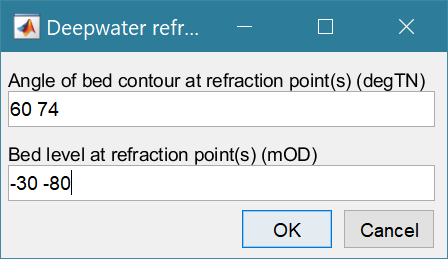 Deepwater refr...
Angle of bed contour at refraction point(s) (degTN)
60 74
Bed level at refraction point(s) (mOD)
-30 -80
OK Cancel